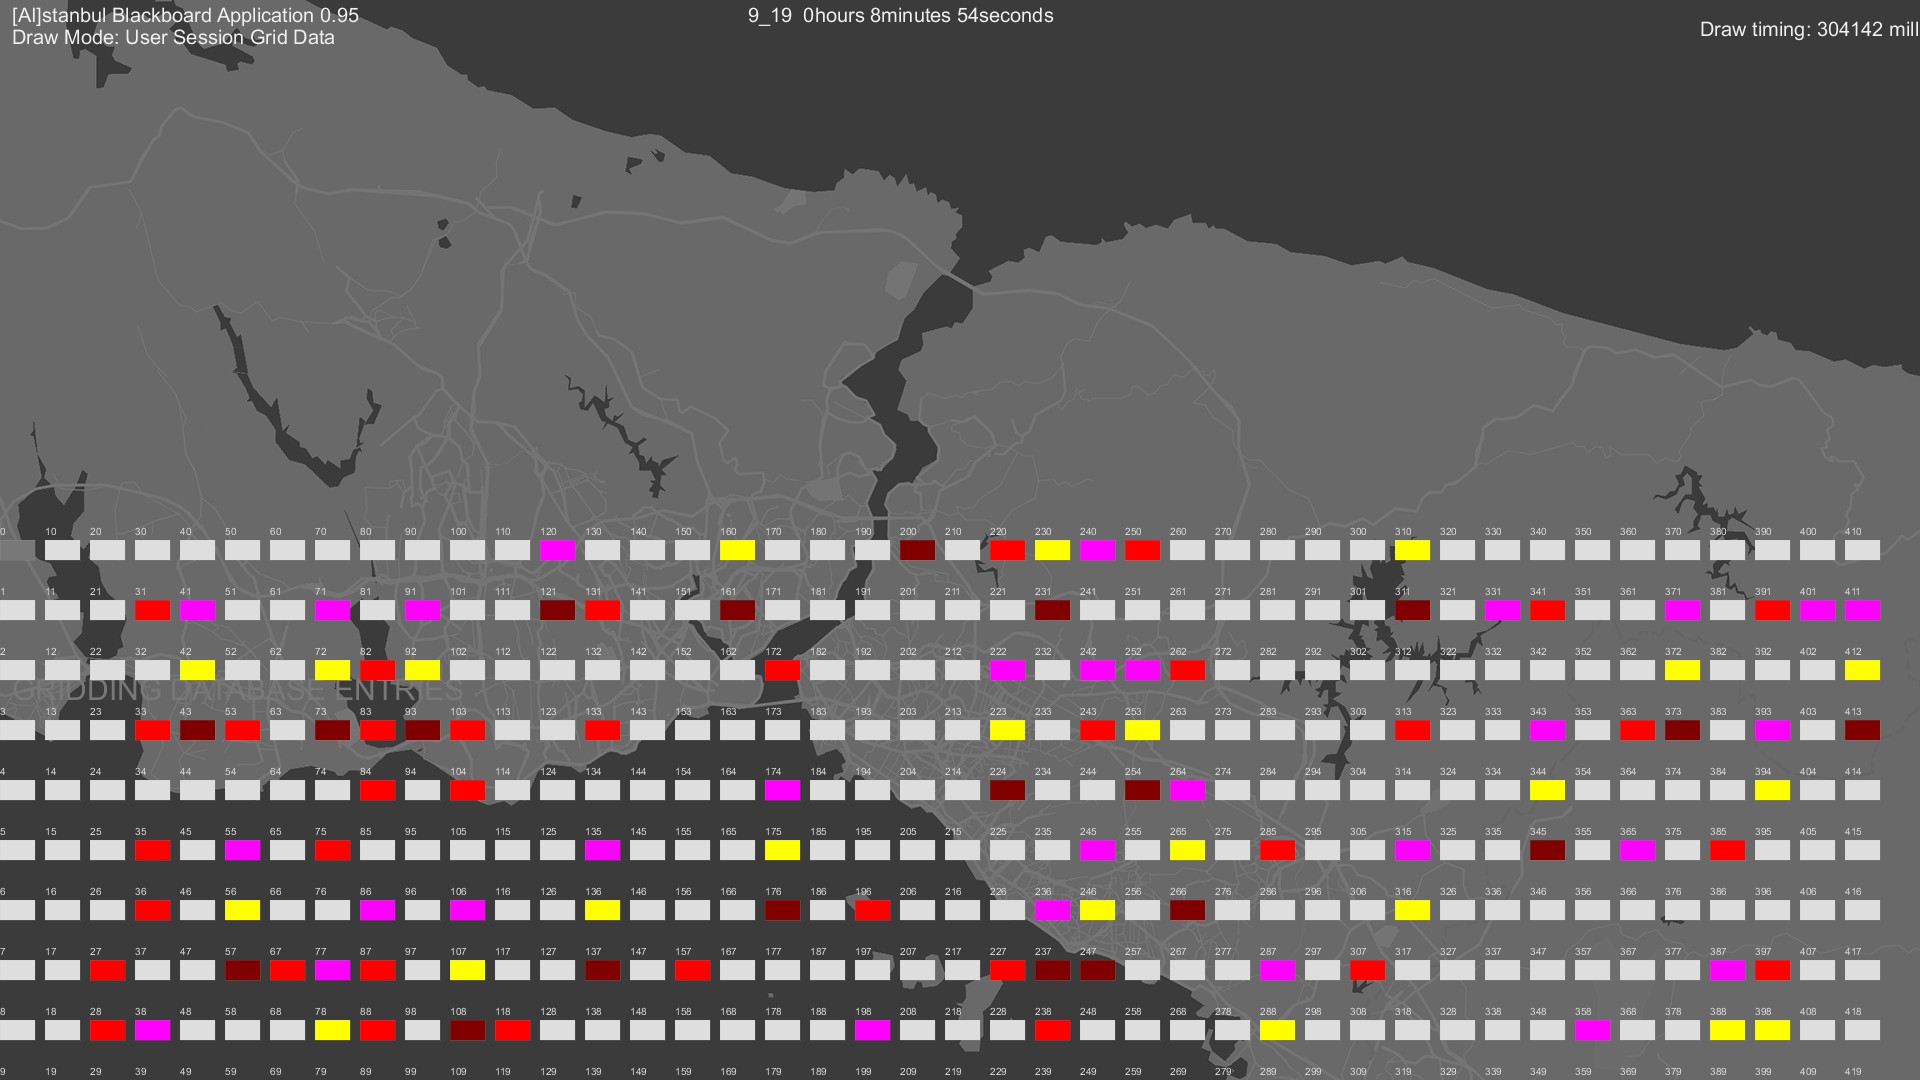 [AI]stanbul Blackboard Application 0.95
9_19 0hours 8minutes 54seconds
Draw Mode: User Session Grid Data
Draw timing: 304142 mill
0 10 20 30 40 50 60 70 80 90 100 110 120 130 140 150 160 170 180 190 200 210 220 230 240 250 260 270 280 290 300 310 320 330 340 350 360 370 380 390 400 410
1 11 21 31 41 51 61 71 81 91 101 111 121 131 141 151 161 171 181 191 201 211 221 231 241 251 261 271 281 291 301 311 321 331 341 351 361 371 381 391 401 411
2 12 22 32 42 52 62 72 82 92 102 112 122 132 142 152 162 172 182 192 202 212 222 232 242 252 262 272 282 292 302 312 322 332 342 352 362 372 382 392 402 412
GRIDDING DATABASE ENTRIES
3 13 23 33 43 53 63 73 83 93 103 113 123 133 143 153 163 173 183 193 203 213 223 233 243 253 263 273 283 293 303 313 323 333 343 353 363 373 383 393 403 413
4 14 24 34 44 54 64 74 84 94 104 114 124 134 144 154 164 174 184 194 204 214 224 234 244 254 264 274 284 294 304 314 324 334 344 354 364 374 384 394 404 414
5 15 25 35 45 55 65 75 85 95 105 115 125 135 145 155 165 175 185 195 205 215 225 235 245 255 265 275 285 295 305 315 325 335 345 355 365 375 385 395 405 415
6 16 26 36 46 56 66 76 86 96 106 116 126 136 146 156 166 176 186 196 206 216 226 236 246 256 266 276 286 296 306 316 326 336 346 356 366 376 386 396 406 416
7 17 27 37 47 57 67 77 87 97 107 117 127 137 147 157 167 177 187 197 207 217 227 237 247 257 267 277 287 297 307 317 327 337 347 357 367 377 387 397 407 417
8 18 28 38 48 58 68 78 88 98 108 118 128 138 148 158 168 178 188 198 208 218 228 238 248 258 268 278 288 298 308 318 328 338 348 358 368 378 388 398 408 418
9 19 29 39 49 59 69 79 89 99 109 119 129 139 149 159 169 179 189 199 209 219 229 239 249 259 269 279 289 299 309 319 329 339 349 359 369 379 389 399 409 419